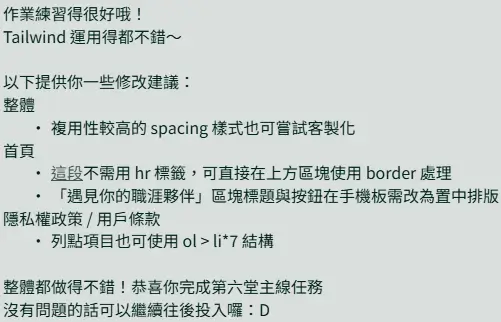 作業練習得很好哦！
Tailwind 運用得都不錯～
以下提供你一些修改建議：
整體
• 複用性較高的 spacing 樣式也可嘗試客製化
首頁
• 這段不需用 hr 標籤，可直接在上方區塊使用 border 處理
• 「遇見你的職涯夥伴」區塊標題與按鈕在手機板需改為置中排版
隱私權政策 / 用戶條款
• 列點項目也可使用 ol > li*7 結構
整體都做得不錯！恭喜你完成第六堂主線任務
沒有問題的話可以繼續往後投入囉：D